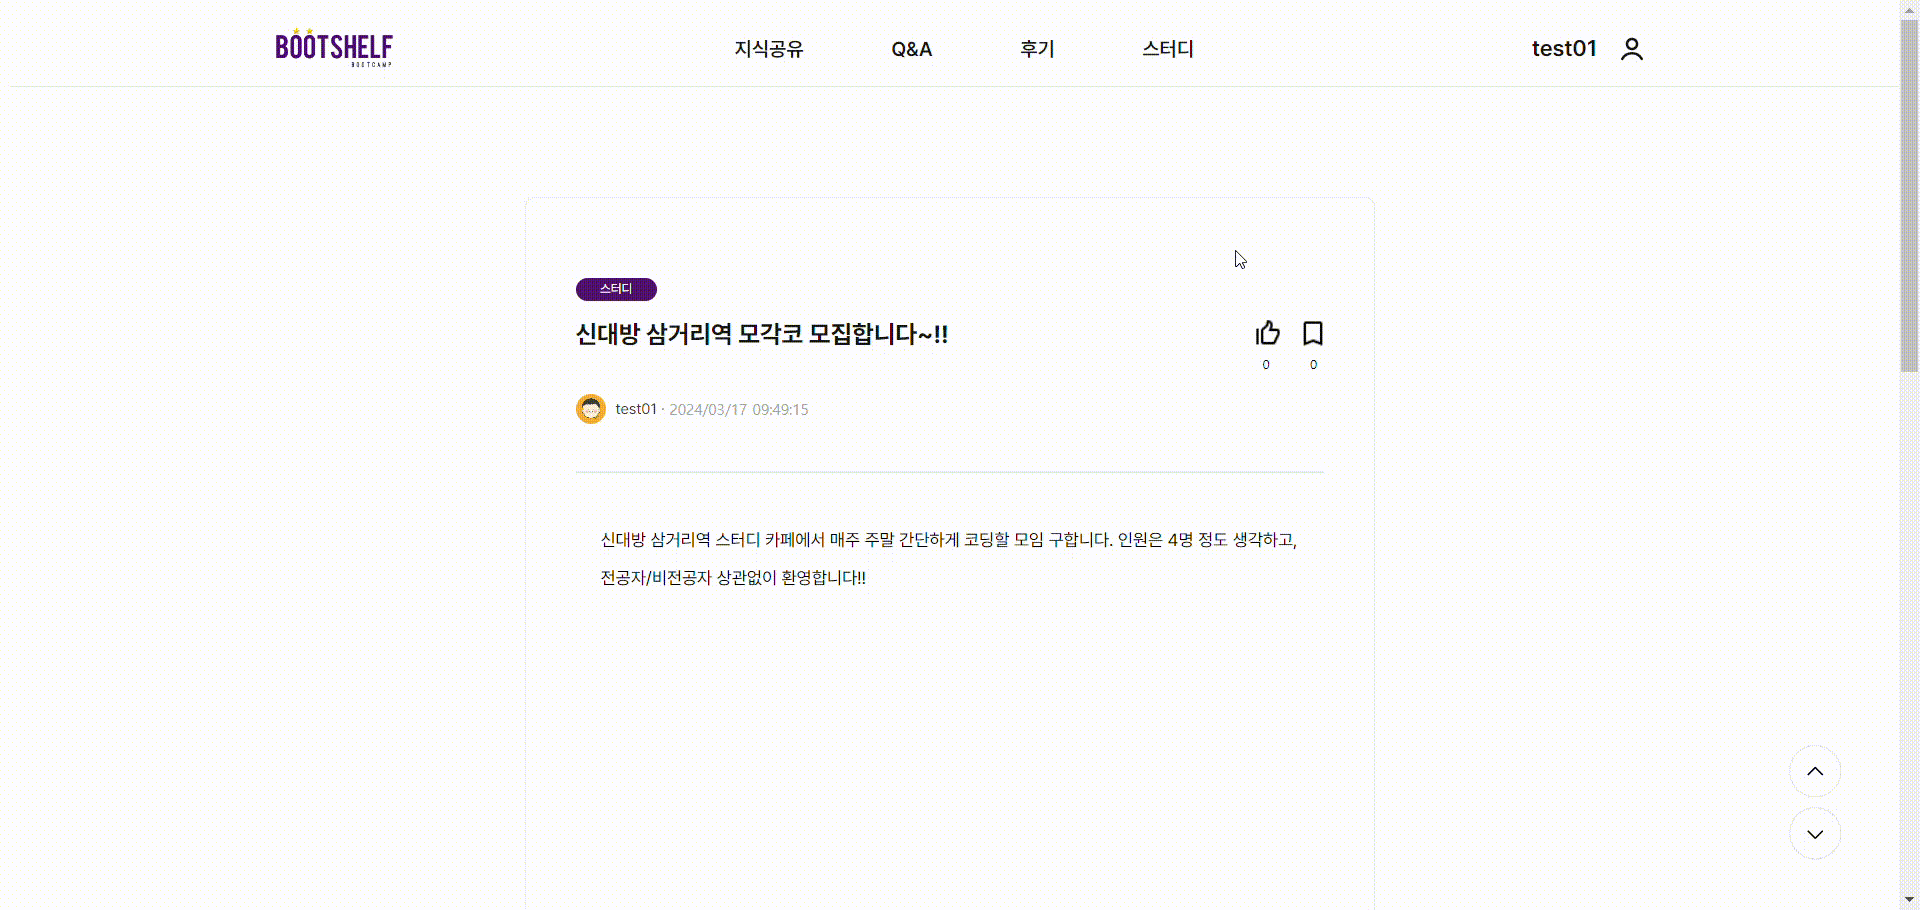 BOOTSHELF
BOOTCAMP
지식공유
Q&A
후기
스터디
test01
스터디
신대방 삼거리역 모각코 모집합니다~!!
0
0
test01 · 2024/03/17 09:49:15
신대방 삼거리역 스터디 카페에서 매주 주말 간단하게 코딩할 모임 구합니다. 인원은 4명 정도 생각하고,
전공자/비전공자 상관없이 환영합니다!!